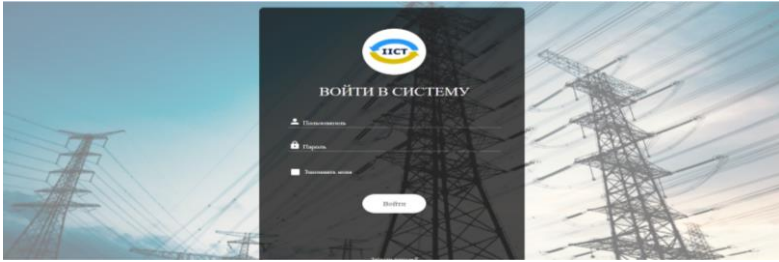 ПСТ
ВОЙТИ В СИСТЕМУ
Пользователь
Пароль
Запомнить меня
Войти